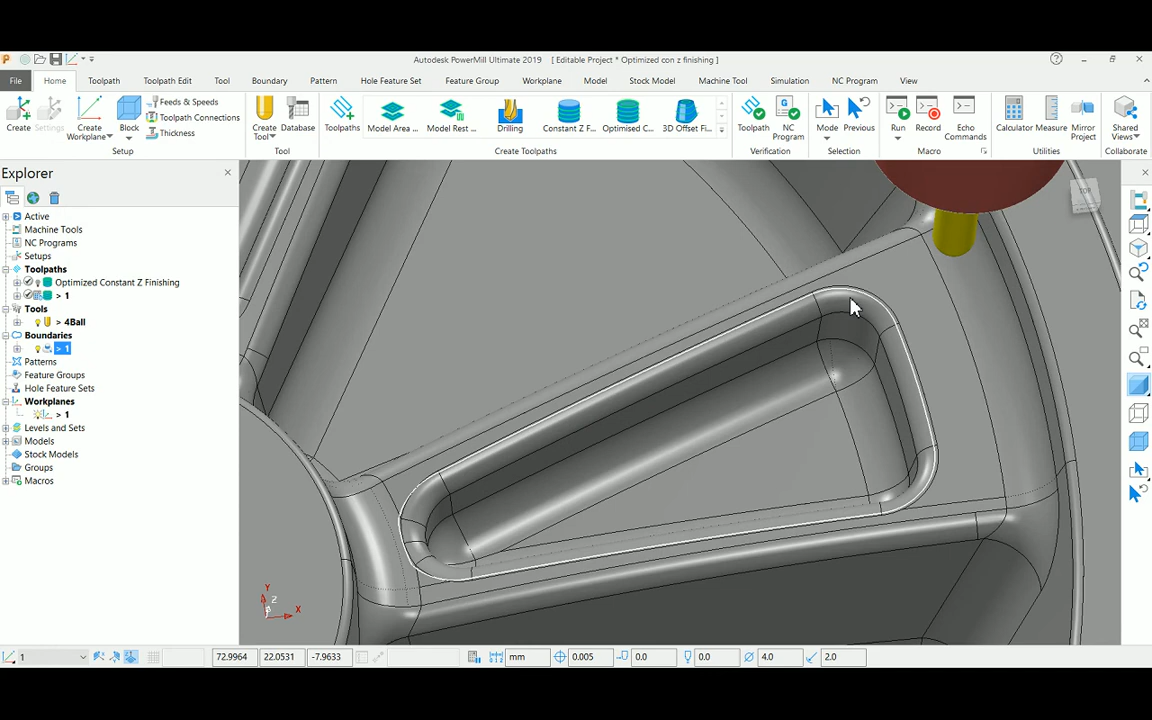 Autodesk PowerMill Ultimate 2019 [ Editable Project * Optimized con z finishing ]
File Home Toolpath Toolpath Edit Tool Boundary Pattern Hole Feature Set Feature Group Workplane Model Stock Model Machine Tool Simulation NC Program View
Feeds & Speeds
Toolpath Connections
Thickness
Create Settings Create Workplane Block Create Tool Database Toolpaths Model Area ... Model Rest ... Drilling Constant Z F... Optimised C... 3D Offset Fi... Toolpath NC Program Mode Previous Run Record Echo Commands Calculator Measure Mirror Project Shared Views
Setup Tool Create Toolpaths Verification Selection Macro Utilities Collaborate
Explorer
Active
Machine Tools
NC Programs
Setups
Toolpaths
Optimized Constant Z Finishing
> 1
Tools
> 4Ball
Boundaries
> 1
Patterns
Feature Groups
Hole Feature Sets
Workplanes
> 1
Levels and Sets
Models
Stock Models
Groups
Macros
TOP
Y
Z
X
1 72.9964 22.0531 -7.9633 mm 0.005 0.0 0.0 4.0 2.0